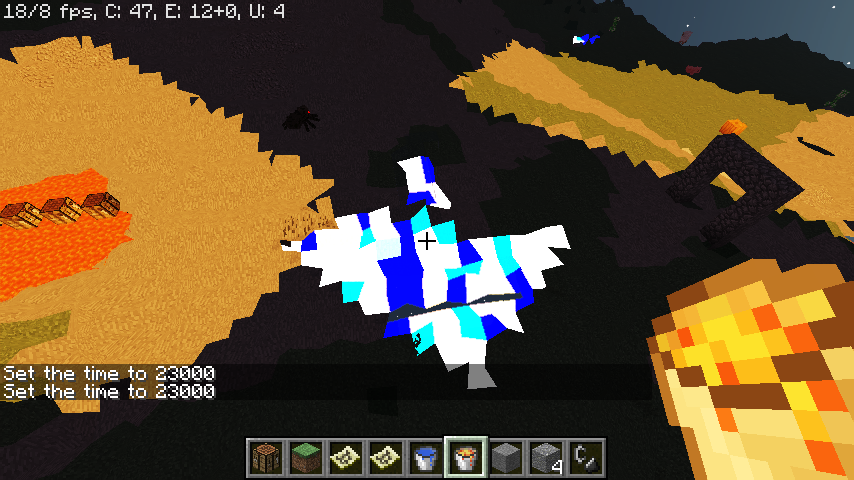 18/8 fps, C: 47, E: 12+0, U: 4
Set the time to 23000
Set the time to 23000
4